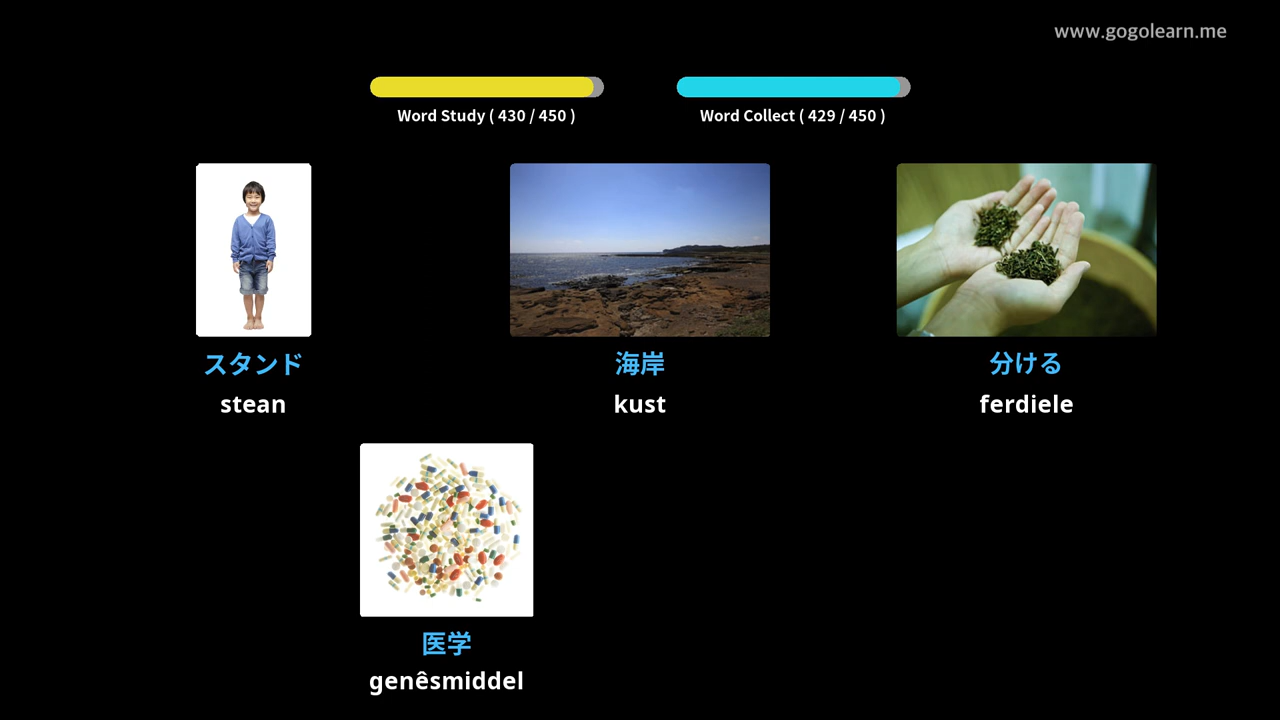 www.gogolearn.me
Word Study ( 430 / 450 )
Word Collect ( 429 / 450 )
スタンド
stean
海岸
kust
分ける
ferdiele
医学
genêsmiddel